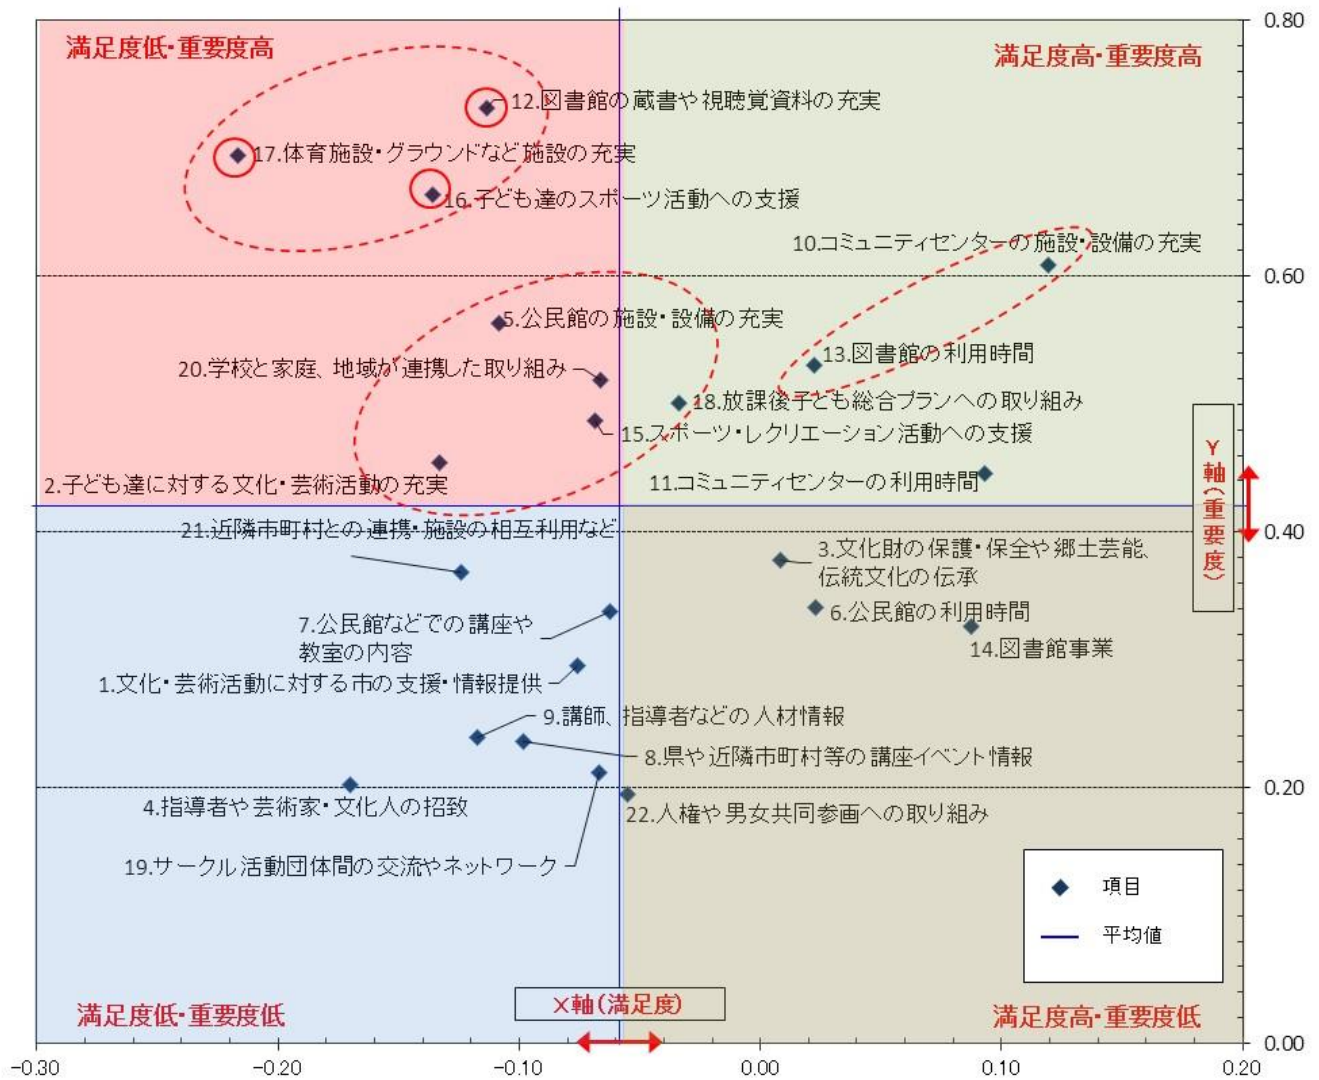 0.80
満足度低・重要度高
満足度高・重要度高
12.図書館の蔵書や視聴覚資料の充実
17.体育施設・グラウンドなど施設の充実
16.子ども達のスポーツ活動への支援
10.コミュニティセンターの施設・設備の充実
0.60
5.公民館の施設・設備の充実
13.図書館の利用時間
20.学校と家庭、地域が連携した取り組み
18.放課後子ども総合プランへの取り組み
15.スポーツ・レクリエーション活動への支援
Y軸(重要度)
2.子ども達に対する文化・芸術活動の充実
11.コミュニティセンターの利用時間
21.近隣市町村との連携・施設の相互利用など
0.40
3.文化財の保護・保全や郷土芸能、
伝統文化の伝承
7.公民館などでの講座や
教室の内容
6.公民館の利用時間
14.図書館事業
1.文化・芸術活動に対する市の支援・情報提供
9.講師、指導者などの人材情報
8.県や近隣市町村等の講座イベント情報
0.20
4.指導者や芸術家・文化人の招致
22.人権や男女共同参画への取り組み
19.サークル活動団体間の交流やネットワーク
項目
平均値
満足度低・重要度低
X軸(満足度)
満足度高・重要度低
0.00
-0.30
-0.20
-0.10
0.00
0.10
0.20